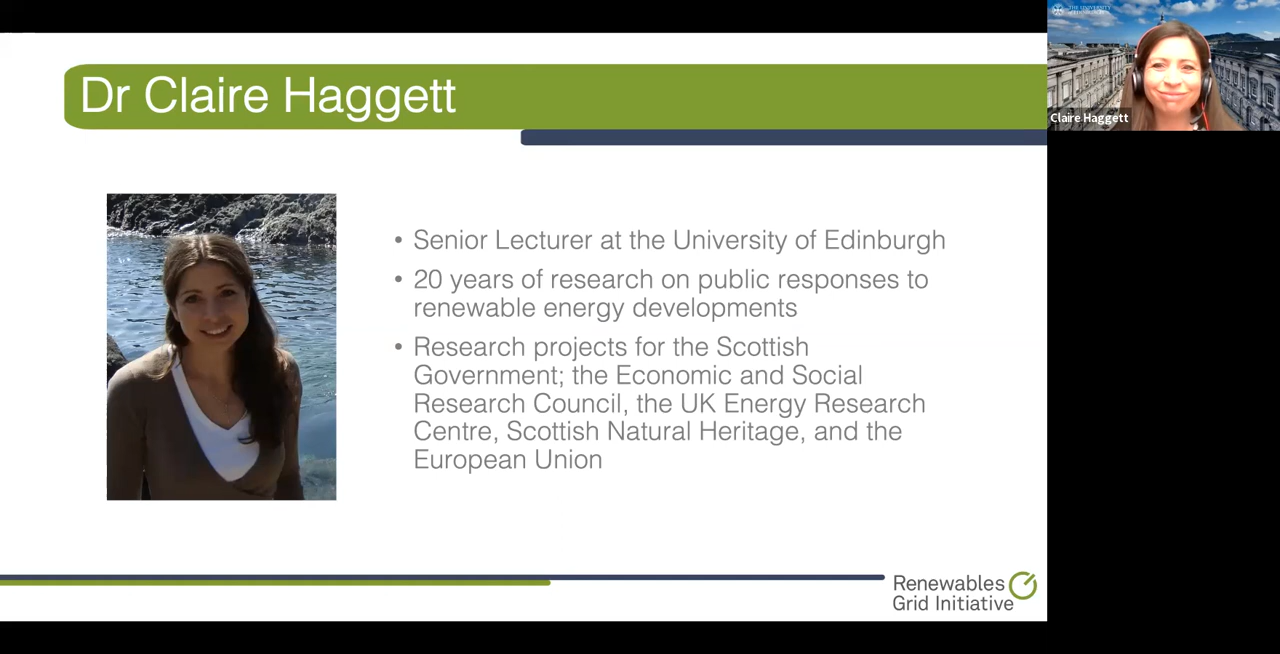 Dr Claire Haggett
THE UNIVERSITY
Claire Haggett
• Senior Lecturer at the University of Edinburgh
• 20 years of research on public responses to
renewable energy developments
• Research projects for the Scottish
Government; the Economic and Social
Research Council, the UK Energy Research
Centre, Scottish Natural Heritage, and the
European Union
Renewables
Grid Initiative